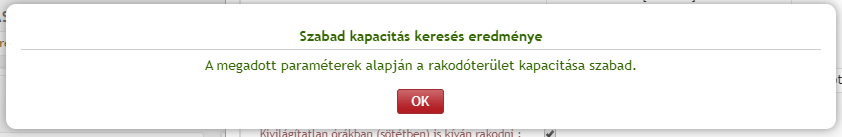 Szabad kapacitás keresés eredménye
A megadott paraméterek alapján a rakodóterület kapacitása szabad.
OK
Kivilágítatlan órákban (sötétben) is kíván rakodni :